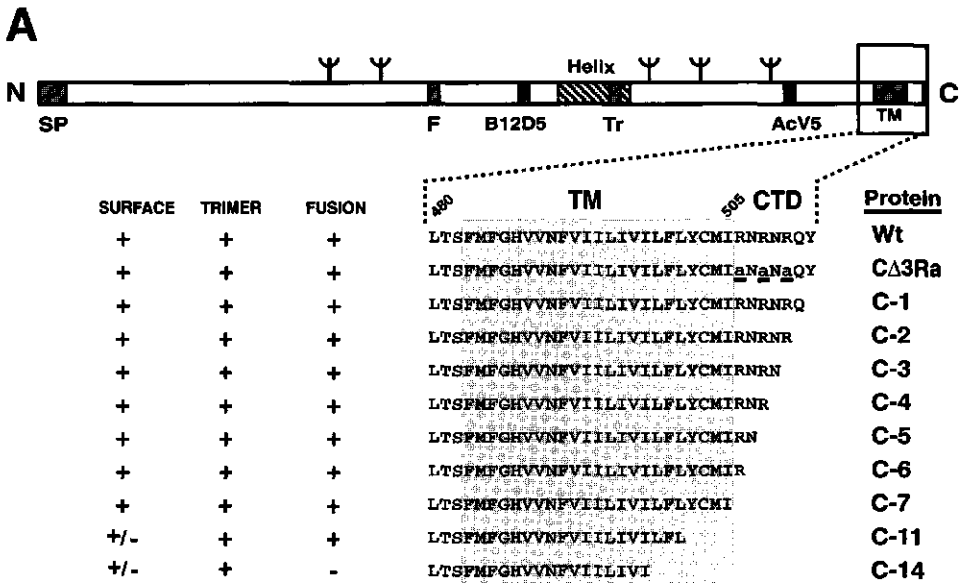 A
Helix
N C
SP F B12D5 Tr AcV5 TM
480 TM 505 CTD Protein
SURFACE TRIMER FUSION
+ + + LTSFMFGHVVNFVIILIVILFLYCMIRNRNRQY Wt
+ + + LTSFMFGHVVNFVIILIVILFLYCMIaNaNaQY CΔ3Ra
+ + + LTSFMFGHVVNFVIILIVILFLYCMIRNRNRQ C-1
+ + + LTSFMFGHVVNFVIILIVILFLYCMIRNRNR C-2
+ + + LTSFMFGHVVNFVIILIVILFLYCMIRNRN C-3
+ + + LTSFMFGHVVNFVIILIVILFLYCMIRNR C-4
+ + + LTSFMFGHVVNFVIILIVILFLYCMIRN C-5
+ + + LTSFMFGHVVNFVIILIVILFLYCMIR C-6
+ + + LTSFMFGHVVNFVIILIVILFLYCMI C-7
+/- + + LTSFMFGHVVNFVIILIVILFL C-11
+/- + - LTSFMFGHVVNFVIILIVI C-14